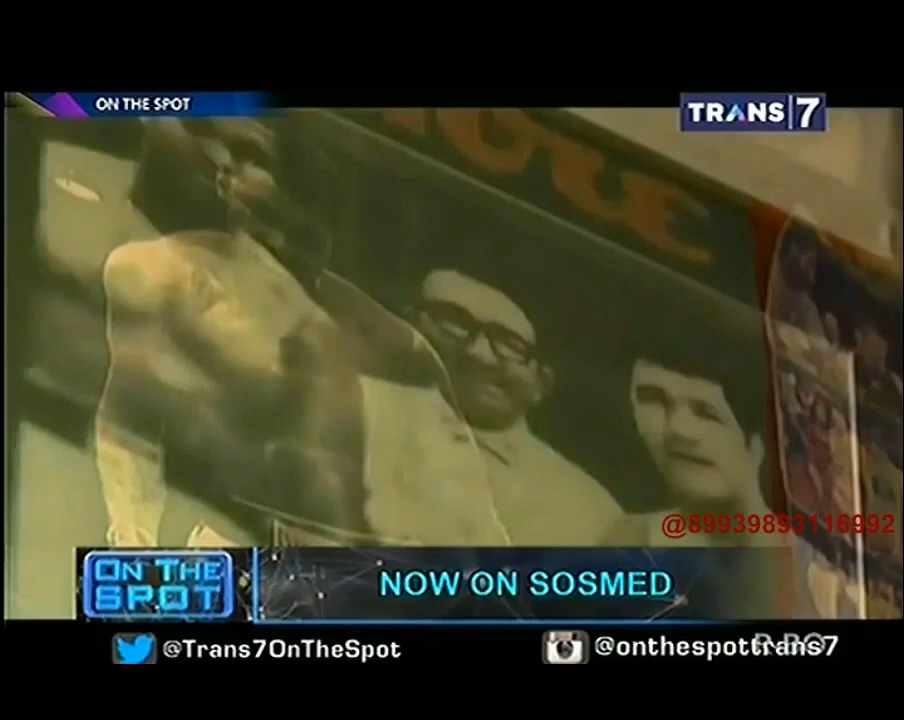 ON THE SPOT
TRANS 7
@89939893116992
ON THE SPOT
NOW ON SOSMED
@Trans7OnTheSpot
@onthespottrans7